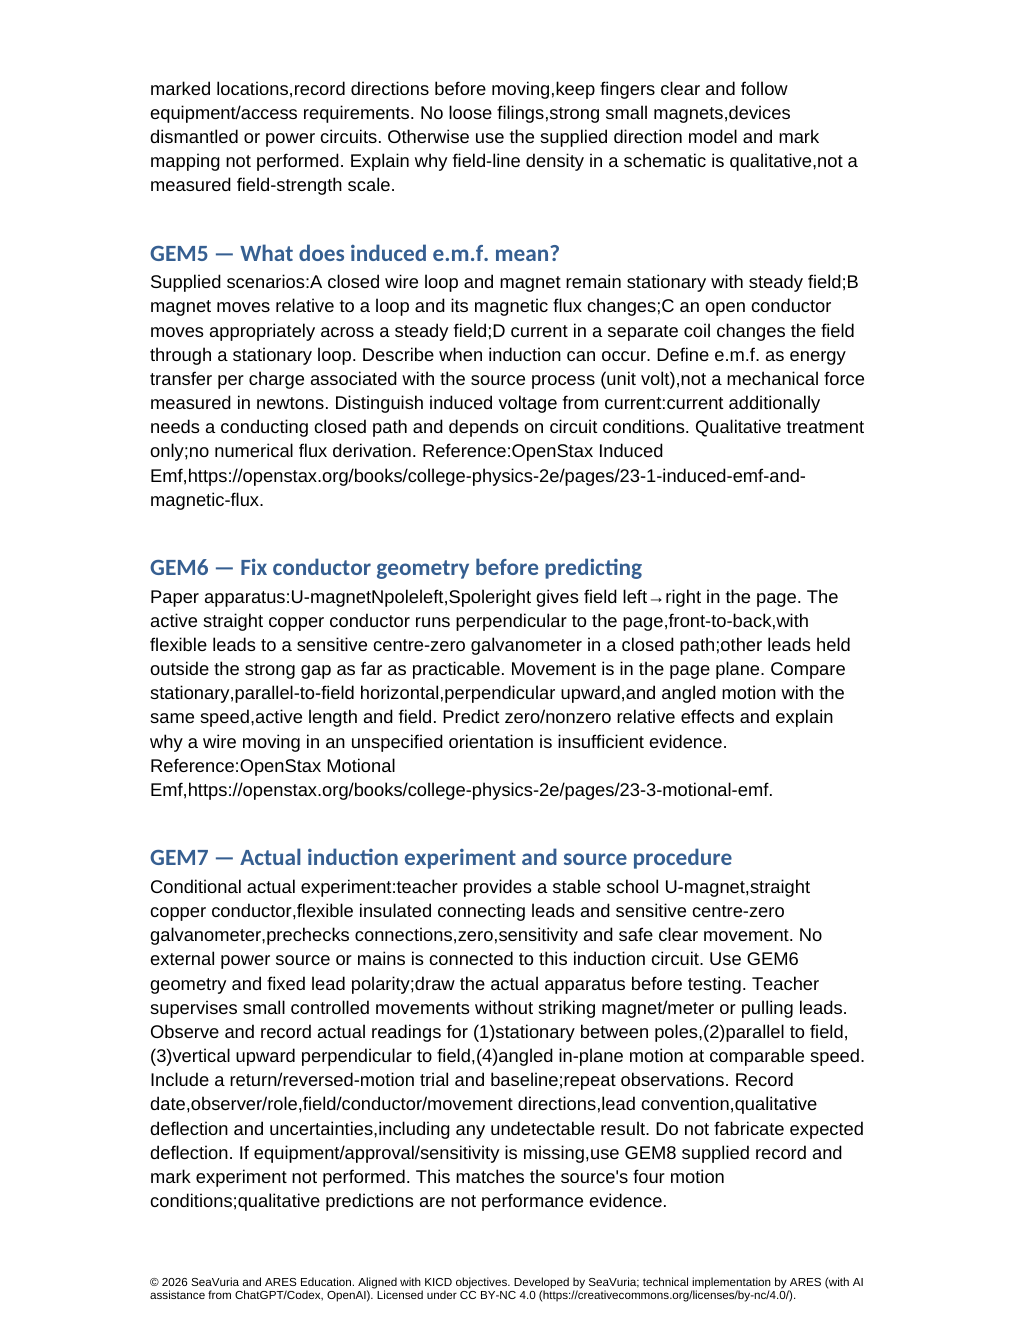 marked locations,record directions before moving,keep fingers clear and follow
equipment/access requirements. No loose filings,strong small magnets,devices
dismantled or power circuits. Otherwise use the supplied direction model and mark
mapping not performed. Explain why field-line density in a schematic is qualitative,not a
measured field-strength scale.
GEM5 — What does induced e.m.f. mean?
Supplied scenarios:A closed wire loop and magnet remain stationary with steady field;B
magnet moves relative to a loop and its magnetic flux changes;C an open conductor
moves appropriately across a steady field;D current in a separate coil changes the field
through a stationary loop. Describe when induction can occur. Define e.m.f. as energy
transfer per charge associated with the source process (unit volt),not a mechanical force
measured in newtons. Distinguish induced voltage from current:current additionally
needs a conducting closed path and depends on circuit conditions. Qualitative treatment
only;no numerical flux derivation. Reference:OpenStax Induced
Emf,https://openstax.org/books/college-physics-2e/pages/23-1-induced-emf-and-
magnetic-flux.
GEM6 — Fix conductor geometry before predicting
Paper apparatus:U-magnetNpoleleft,Spoleright gives field left→right in the page. The
active straight copper conductor runs perpendicular to the page,front-to-back,with
flexible leads to a sensitive centre-zero galvanometer in a closed path;other leads held
outside the strong gap as far as practicable. Movement is in the page plane. Compare
stationary,parallel-to-field horizontal,perpendicular upward,and angled motion with the
same speed,active length and field. Predict zero/nonzero relative effects and explain
why a wire moving in an unspecified orientation is insufficient evidence.
Reference:OpenStax Motional
Emf,https://openstax.org/books/college-physics-2e/pages/23-3-motional-emf.
GEM7 — Actual induction experiment and source procedure
Conditional actual experiment:teacher provides a stable school U-magnet,straight
copper conductor,flexible insulated connecting leads and sensitive centre-zero
galvanometer,prechecks connections,zero,sensitivity and safe clear movement. No
external power source or mains is connected to this induction circuit. Use GEM6
geometry and fixed lead polarity;draw the actual apparatus before testing. Teacher
supervises small controlled movements without striking magnet/meter or pulling leads.
Observe and record actual readings for (1)stationary between poles,(2)parallel to field,
(3)vertical upward perpendicular to field,(4)angled in-plane motion at comparable speed.
Include a return/reversed-motion trial and baseline;repeat observations. Record
date,observer/role,field/conductor/movement directions,lead convention,qualitative
deflection and uncertainties,including any undetectable result. Do not fabricate expected
deflection. If equipment/approval/sensitivity is missing,use GEM8 supplied record and
mark experiment not performed. This matches the source's four motion
conditions;qualitative predictions are not performance evidence.
© 2026 SeaVuria and ARES Education. Aligned with KICD objectives. Developed by SeaVuria; technical implementation by ARES (with AI
assistance from ChatGPT/Codex, OpenAI). Licensed under CC BY-NC 4.0 (https://creativecommons.org/licenses/by-nc/4.0/).